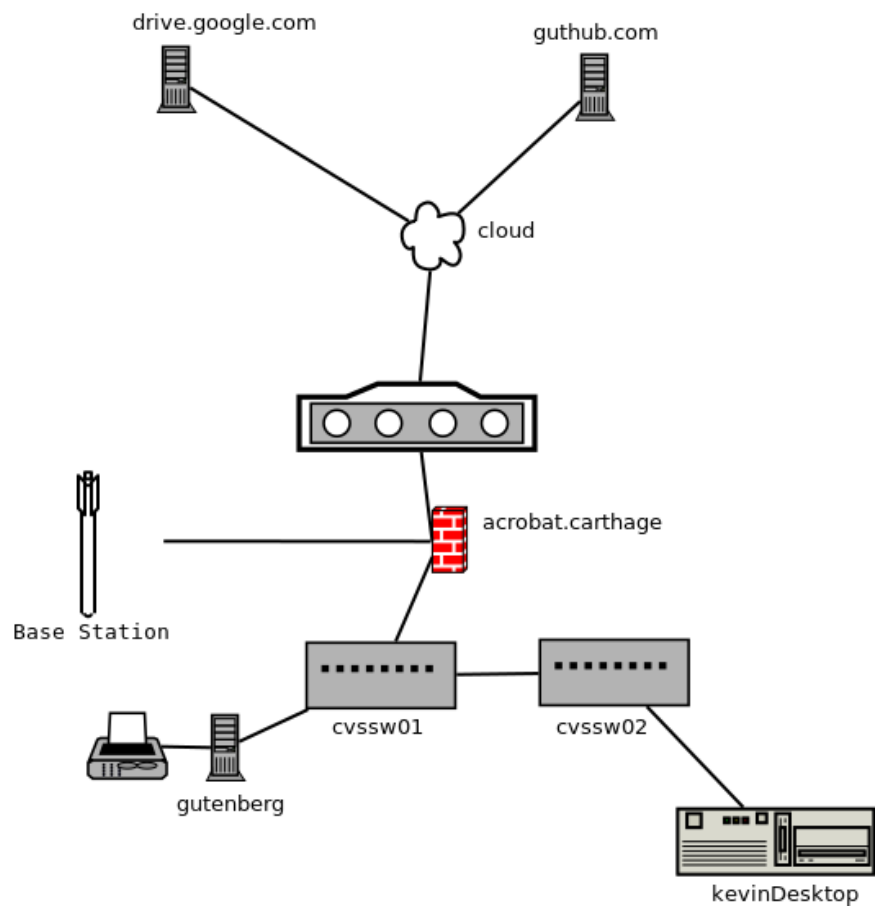 drive.google.com
guthub.com
cloud
acrobat.carthage
Base Station
cvssw01
cvssw02
gutenberg
kevinDesktop